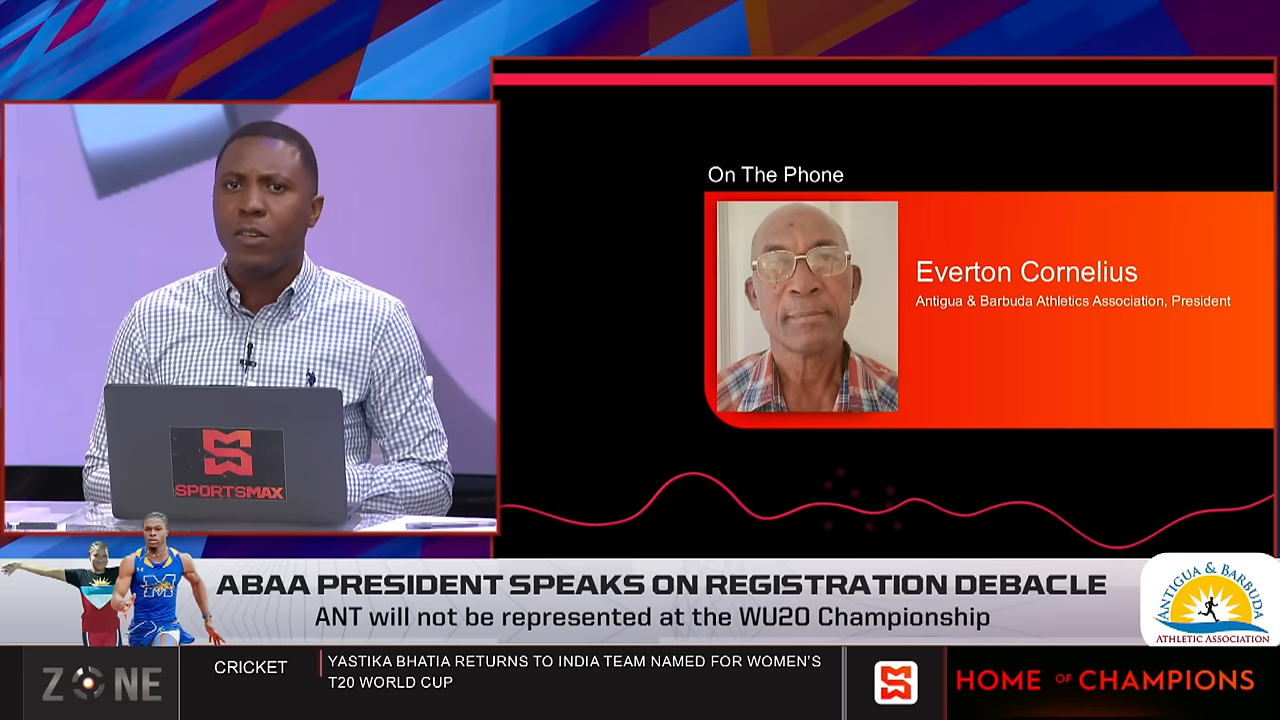 On The Phone
Everton Cornelius
Antigua & Barbuda Athletics Association, President
SPORTSMAX
M
ABAA PRESIDENT SPEAKS ON REGISTRATION DEBACLE
ANT will not be represented at the WU20 Championship
ANTIGUA & BARBUDA
ATHLETIC ASSOCIATION
ZONE
CRICKET
YASTIKA BHATIA RETURNS TO INDIA TEAM NAMED FOR WOMEN'S
T20 WORLD CUP
HOME OF CHAMPIONS